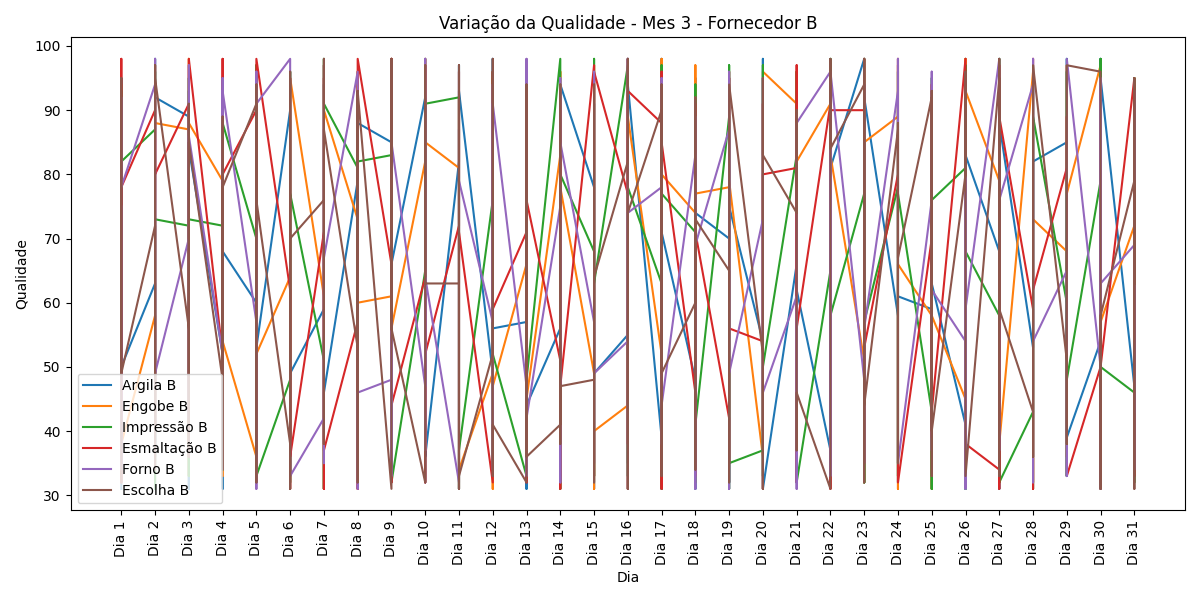 Variação da Qualidade - Mes 3 - Fornecedor B
100
90
80
70
60
50
40
30
Qualidade
Argila B
Engobe B
Impressão B
Esmaltação B
Forno B
Escolha B
Dia 1
Dia 2
Dia 3
Dia 4
Dia 5
Dia 6
Dia 7
Dia 8
Dia 9
Dia 10
Dia 11
Dia 12
Dia 13
Dia 14
Dia 15
Dia 16
Dia 17
Dia 18
Dia 19
Dia 20
Dia 21
Dia 22
Dia 23
Dia 24
Dia 25
Dia 26
Dia 27
Dia 28
Dia 29
Dia 30
Dia 31
Dia